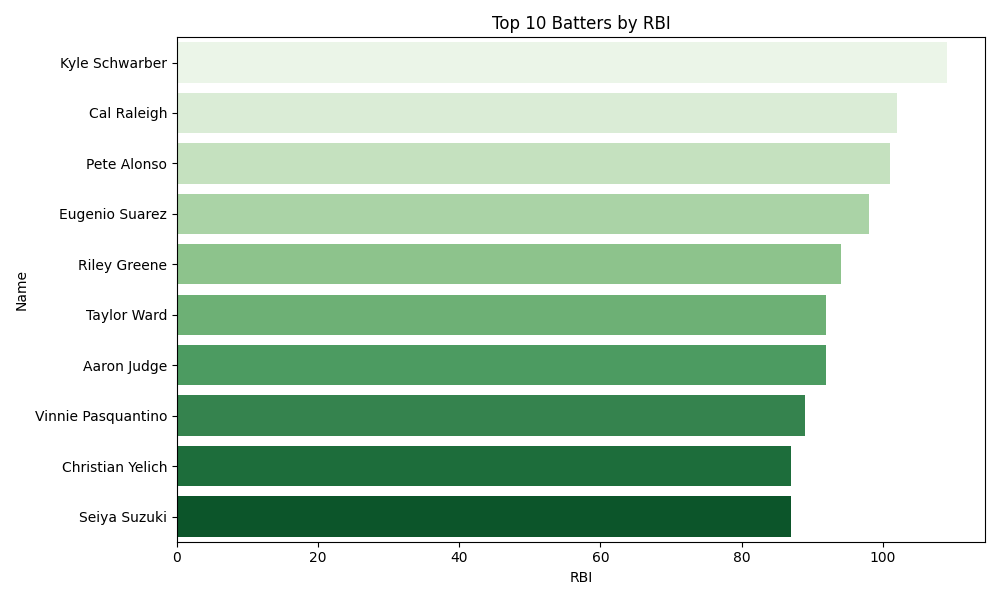 Top 10 Batters by RBI
Kyle Schwarber
Cal Raleigh
Pete Alonso
Eugenio Suarez
Riley Greene
Taylor Ward
Aaron Judge
Vinnie Pasquantino
Christian Yelich
Seiya Suzuki
Name
0 20 40 60 80 100
RBI